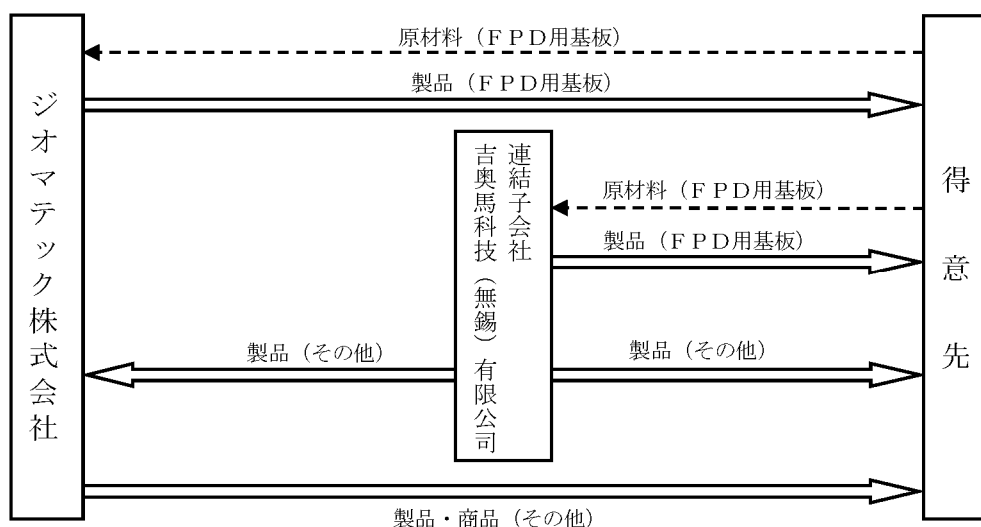 ジオマテック株式会社
原材料（ＦＰＤ用基板）
製品（ＦＰＤ用基板）
連結子会社
吉奥馬科技（無錫）有限公司
原材料（ＦＰＤ用基板）
製品（ＦＰＤ用基板）
製品（その他）
製品（その他）
製品・商品（その他）
得意先